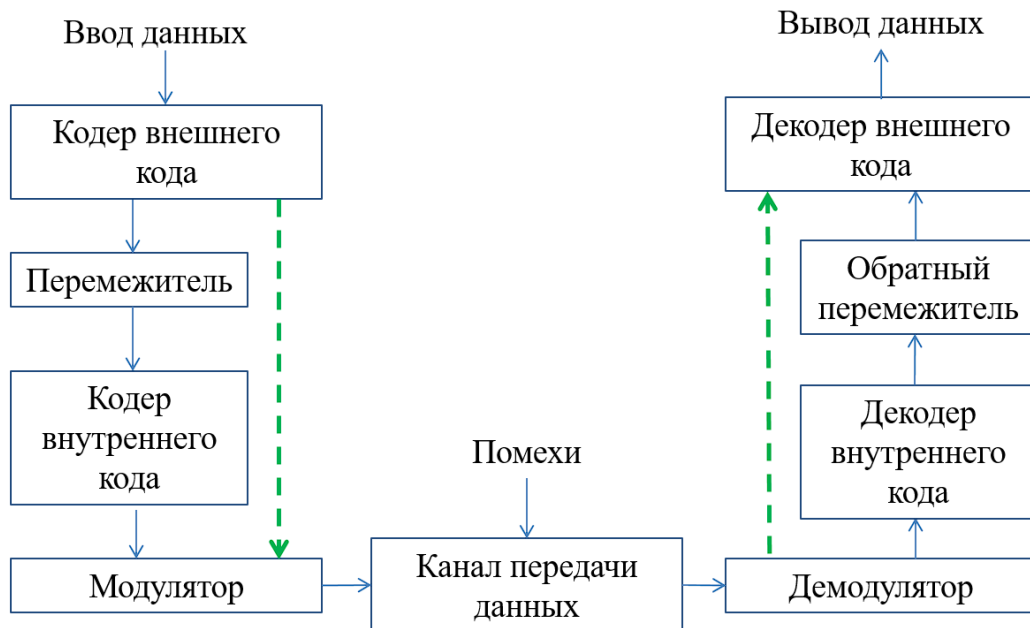 Ввод данных
Кодер внешнего
кода
Перемежитель
Кодер
внутреннего
кода
Модулятор
Помехи
Канал передачи
данных
Вывод данных
Декодер внешнего
кода
Обратный
перемежитель
Декодер
внутреннего
кода
Демодулятор